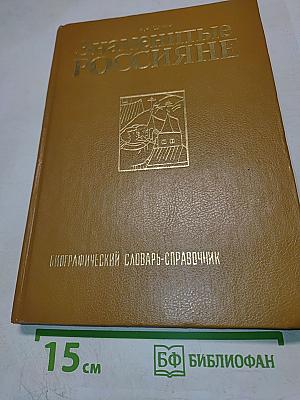 Знаменитые
РОССИЯНЕ
БИОГРАФИЧЕСКИЙ СЛОВАРЬ-СПРАВОЧНИК
15 см
БФ БИБЛИОФАН